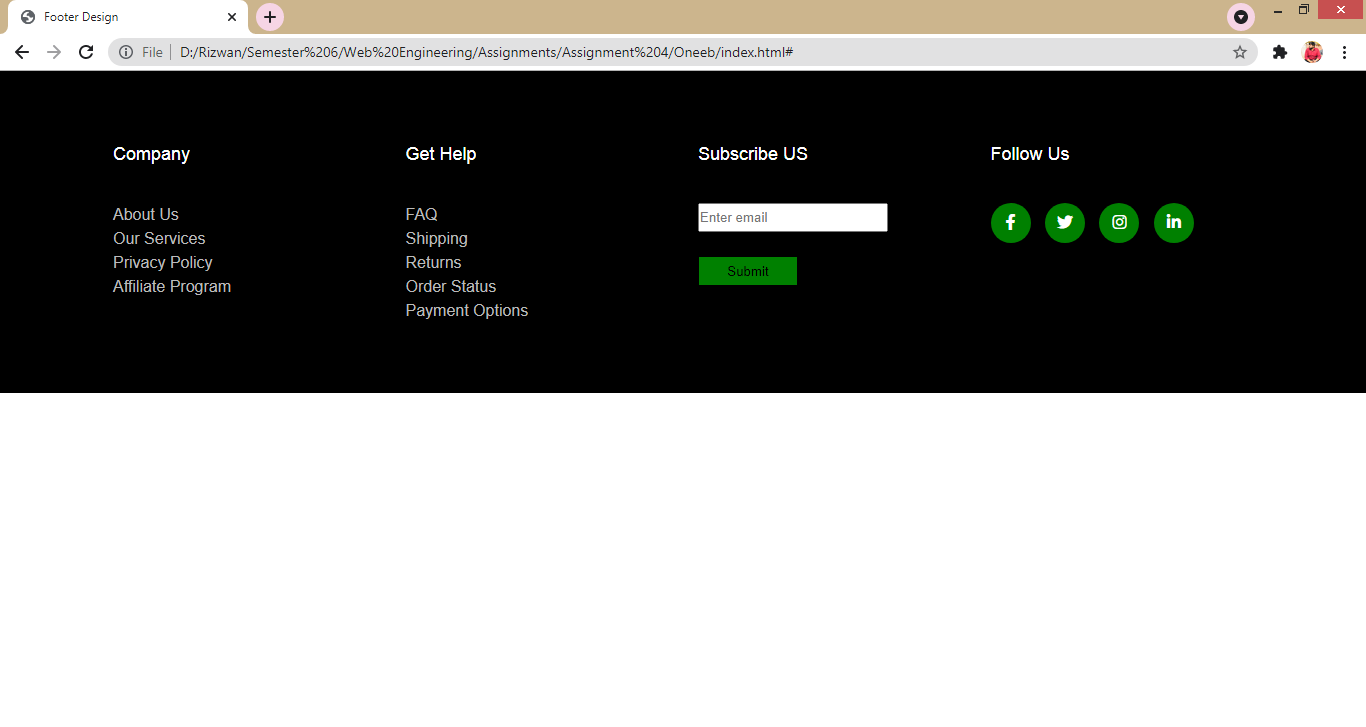 Footer Design
File D:/Rizwan/Semester%206/Web%20Engineering/Assignments/Assignment%204/Oneeb/index.html#
Company
About Us
Our Services
Privacy Policy
Affiliate Program
Get Help
FAQ
Shipping
Returns
Order Status
Payment Options
Subscribe US
Enter email
Submit
Follow Us